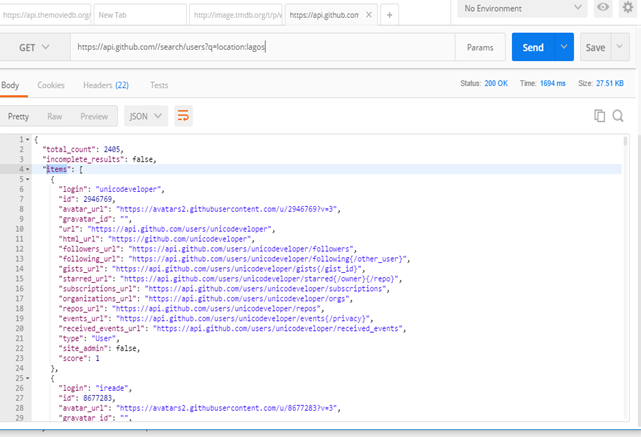 https://api.themoviedb.org/ New Tab http://image.tmdb.org/t/p/v https://api.github.com × + No Environment
GET https://api.github.com//search/users?q=location:lagos Params Send Save
Body Cookies Headers (22) Tests Status: 200 OK Time: 1694 ms Size: 27.51 KB
Pretty Raw Preview JSON
1 {
2 "total_count": 2405,
3 "incomplete_results": false,
4 "items": [
5 {
6 "login": "unicodeveloper",
7 "id": 2946769,
8 "avatar_url": "https://avatars2.githubusercontent.com/u/2946769?v=3",
9 "gravatar_id": "",
10 "url": "https://api.github.com/users/unicodeveloper",
11 "html_url": "https://github.com/unicodeveloper",
12 "followers_url": "https://api.github.com/users/unicodeveloper/followers",
13 "following_url": "https://api.github.com/users/unicodeveloper/following{/other_user}",
14 "gists_url": "https://api.github.com/users/unicodeveloper/gists{/gist_id}",
15 "starred_url": "https://api.github.com/users/unicodeveloper/starred{/owner}{/repo}",
16 "subscriptions_url": "https://api.github.com/users/unicodeveloper/subscriptions",
17 "organizations_url": "https://api.github.com/users/unicodeveloper/orgs",
18 "repos_url": "https://api.github.com/users/unicodeveloper/repos",
19 "events_url": "https://api.github.com/users/unicodeveloper/events{/privacy}",
20 "received_events_url": "https://api.github.com/users/unicodeveloper/received_events",
21 "type": "User",
22 "site_admin": false,
23 "score": 1
24 },
25 {
26 "login": "ireade",
27 "id": 8677283,
28 "avatar_url": "https://avatars2.githubusercontent.com/u/8677283?v=3",
29 "gravatar_id": "",